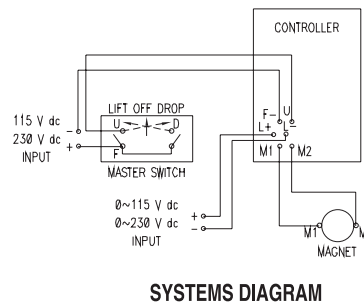 CONTROLLER
LIFT OFF DROP
F- U
115 V dc -
U D
L+ L-
230 V dc +
INPUT
F
M1 M2
MASTER SWITCH
0~115 V dc +
0~230 V dc -
INPUT
M1 M
MAGNET
SYSTEMS DIAGRAM